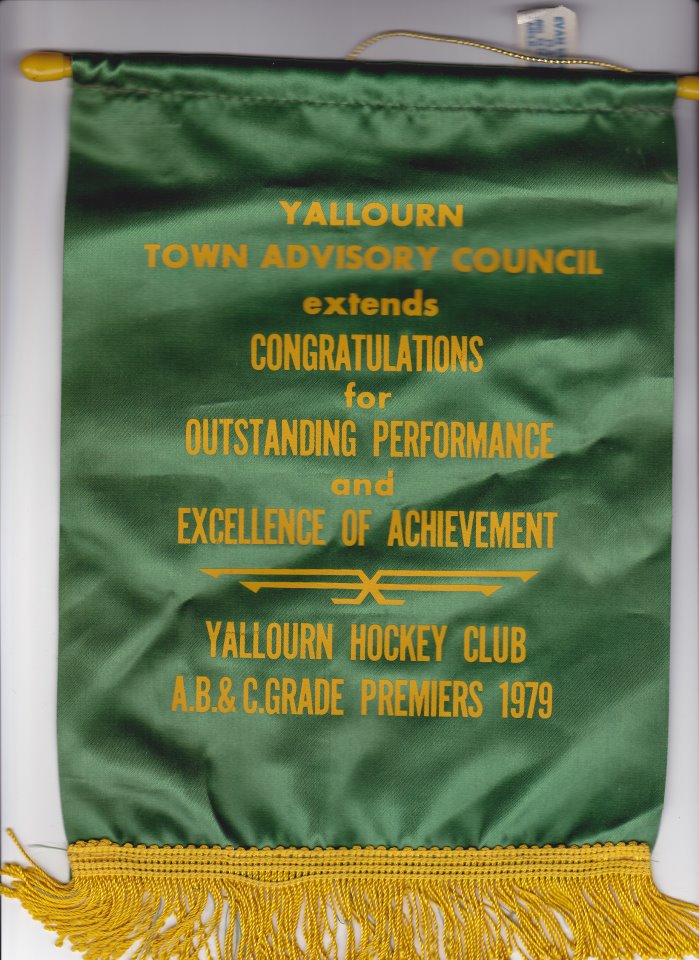 YALLOURN
TOWN ADVISORY COUNCIL
extends
CONGRATULATIONS
for
OUTSTANDING PERFORMANCE
and
EXCELLENCE OF ACHIEVEMENT
YALLOURN HOCKEY CLUB
A.B.& C.GRADE PREMIERS 1979